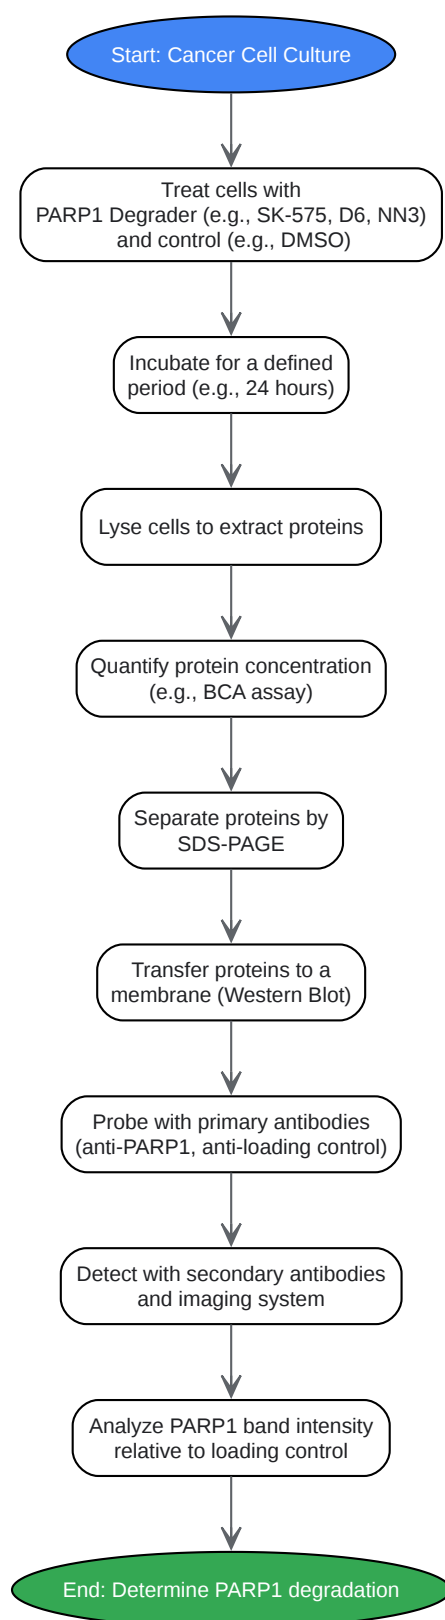 Start: Cancer Cell Culture
Treat cells with
PARP1 Degrader (e.g., SK-575, D6, NN3)
and control (e.g., DMSO)
Incubate for a defined
period (e.g., 24 hours)
Lyse cells to extract proteins
Quantify protein concentration
(e.g., BCA assay)
Separate proteins by
SDS-PAGE
Transfer proteins to a
membrane (Western Blot)
Probe with primary antibodies
(anti-PARP1, anti-loading control)
Detect with secondary antibodies
and imaging system
Analyze PARP1 band intensity
relative to loading control
End: Determine PARP1 degradation